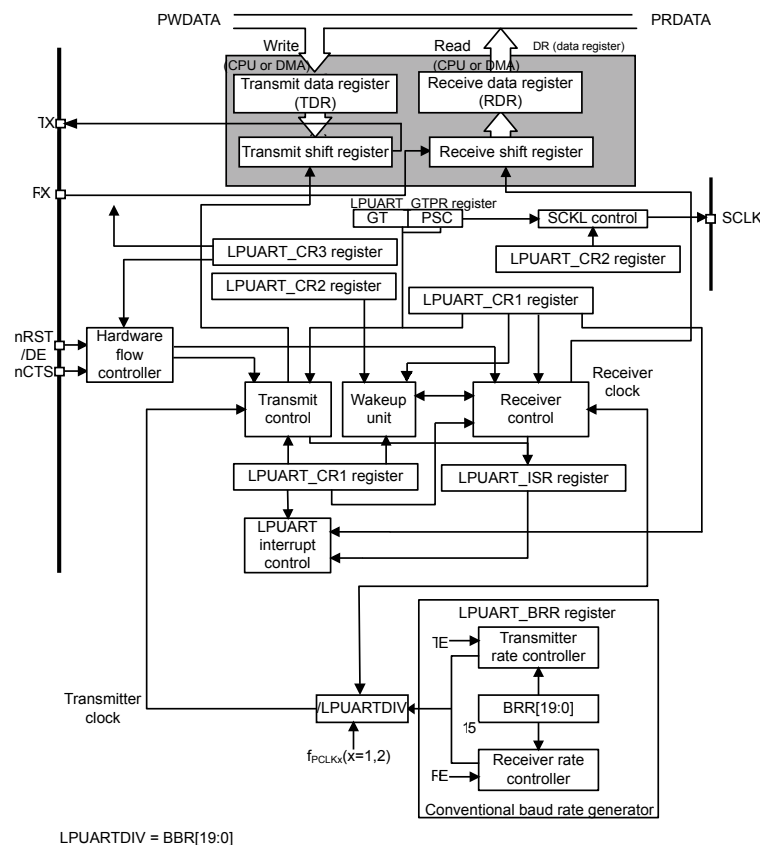 PWDATA
PRDATA
Write
(CPU or DMA)
Read
(CPU or DMA)
DR (data register)
Transmit data register
(TDR)
Receive data register
(RDR)
TX
Transmit shift register
Receive shift register
RX
LPUART_GTPR register
GT
PSC
SCKL control
SCLK
LPUART_CR3 register
LPUART_CR2 register
LPUART_CR2 register
LPUART_CR1 register
nRST
/DE
nCTS
Hardware
flow
controller
Receiver
clock
Transmit
control
Wakeup
unit
Receiver
control
LPUART_CR1 register
LPUART_ISR register
LPUART
interrupt
control
LPUART_BRR register
TE
Transmitter
rate controller
Transmitter
clock
/LPUARTDIV
BRR[19:0]
15
fPCLKx(x=1,2)
RE
Receiver rate
controller
Conventional baud rate generator
LPUARTDIV = BBR[19:0]